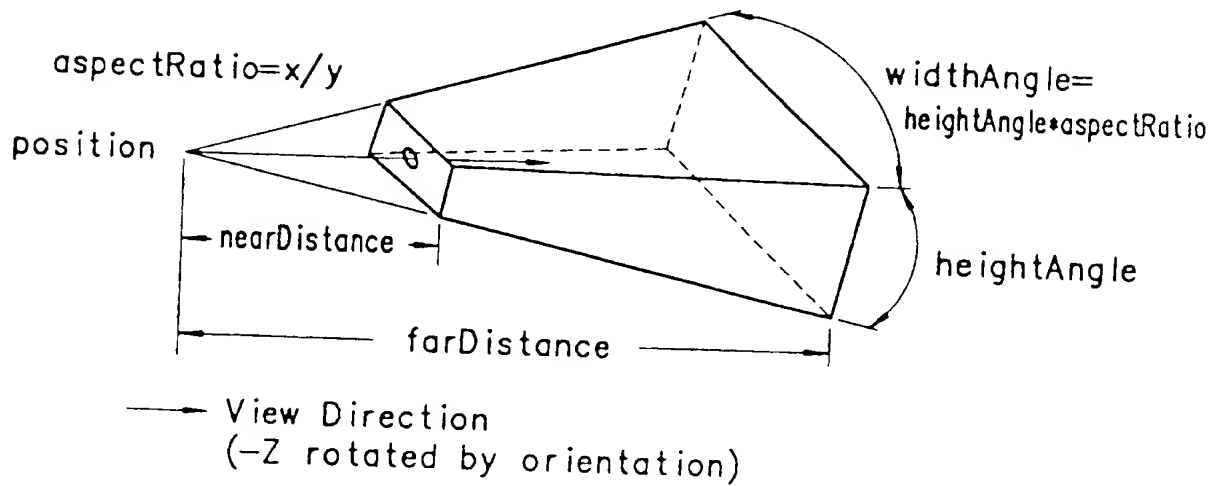 aspectRatio=x/y
widthAngle=
heightAngle*aspectRatio
position
nearDistance
heightAngle
farDistance
View Direction
(-Z rotated by orientation)